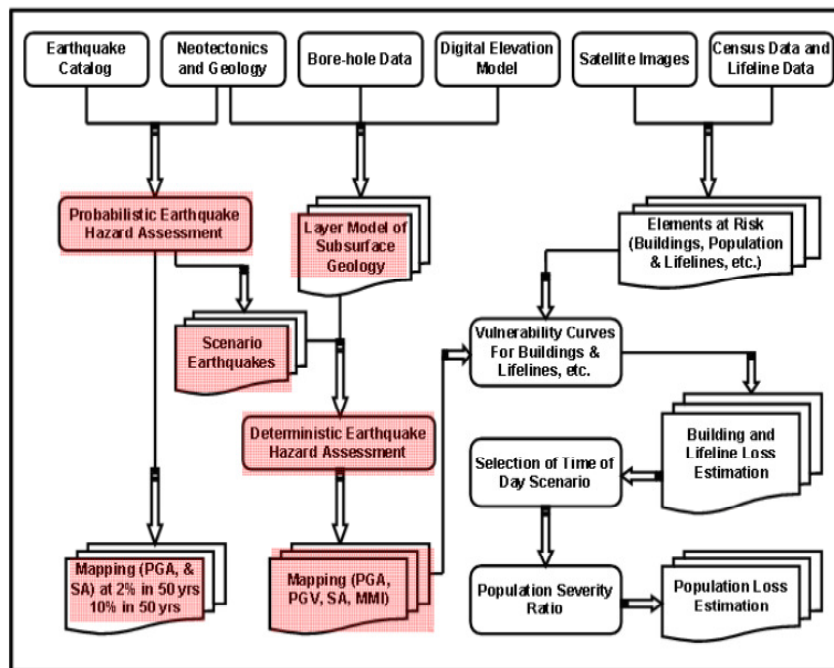 Earthquake
Catalog
Neotectonics
and Geology
Bore-hole Data
Digital Elevation
Model
Satellite Images
Census Data and
Lifeline Data
Probabilistic Earthquake
Hazard Assessment
Layer Model of
Subsurface
Geology
Elements at Risk
(Buildings, Population
& Lifelines, etc.)
Scenario
Earthquakes
Vulnerability Curves
For Buildings &
Lifelines, etc.
Deterministic Earthquake
Hazard Assessment
Selection of Time of
Day Scenario
Building and
Lifeline Loss
Estimation
Mapping (PGA, &
SA) at 2% in 50 yrs
10% in 50 yrs
Mapping (PGA,
PGV, SA, MMI)
Population Severity
Ratio
Population Loss
Estimation